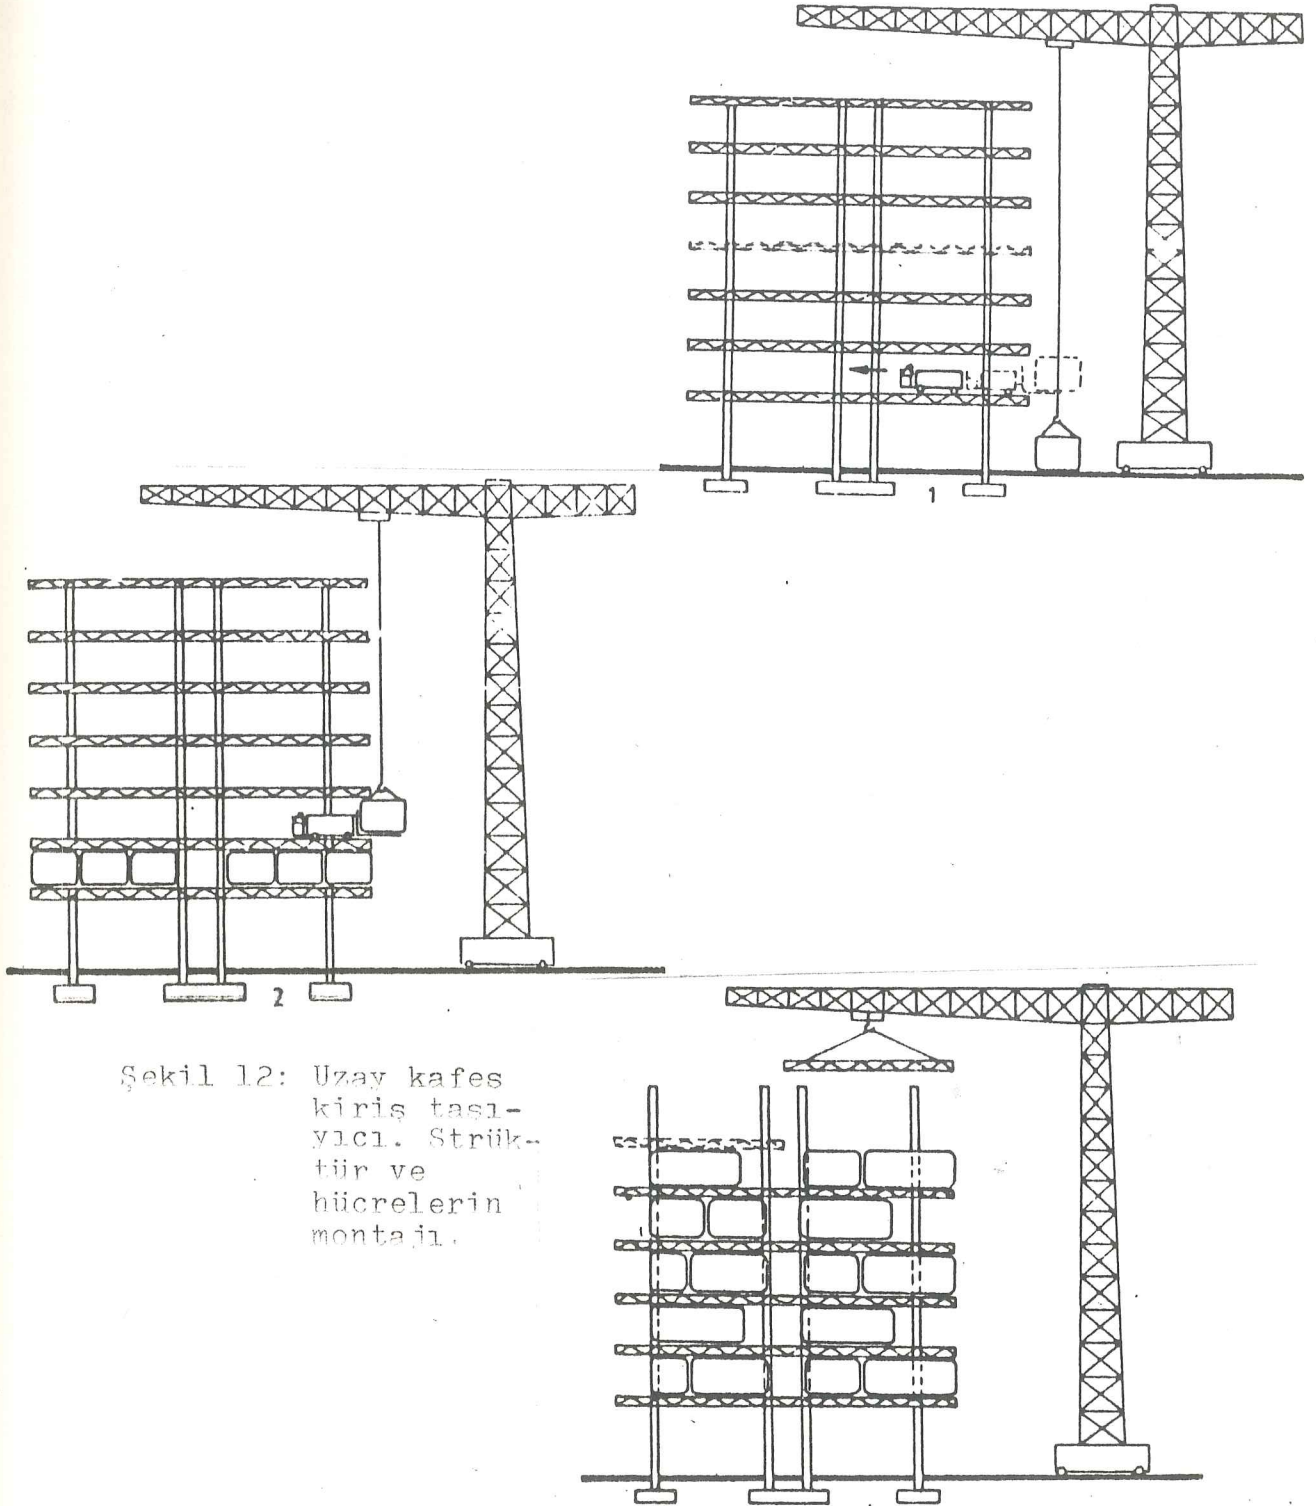 1
2
Şekil 12: Uzay kafes
kiriş taşı-
yıcı. Strük-
tür ve
hücrelerin
montajı.